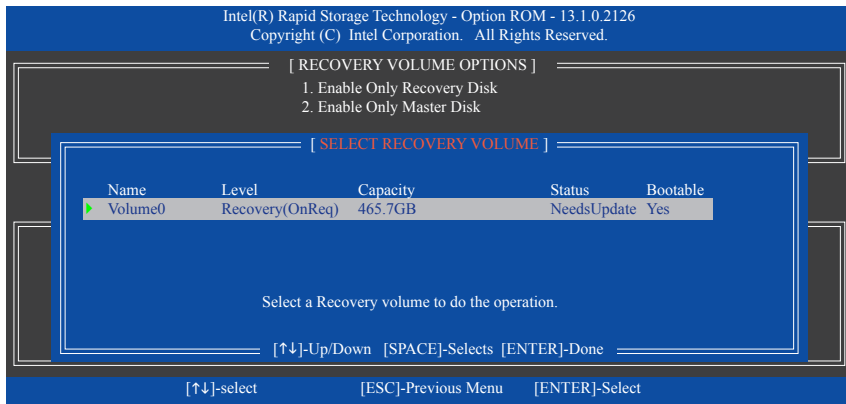 Intel(R) Rapid Storage Technology - Option ROM - 13.1.0.2126
Copyright (C) Intel Corporation. All Rights Reserved.
[ RECOVERY VOLUME OPTIONS ]
1. Enable Only Recovery Disk
2. Enable Only Master Disk
[ SELECT RECOVERY VOLUME ]
Name Level Capacity Status Bootable
Volume0 Recovery(OnReq) 465.7GB NeedsUpdate Yes
Select a Recovery volume to do the operation.
[↑↓]-Up/Down [SPACE]-Selects [ENTER]-Done
[↑↓]-select [ESC]-Previous Menu [ENTER]-Select